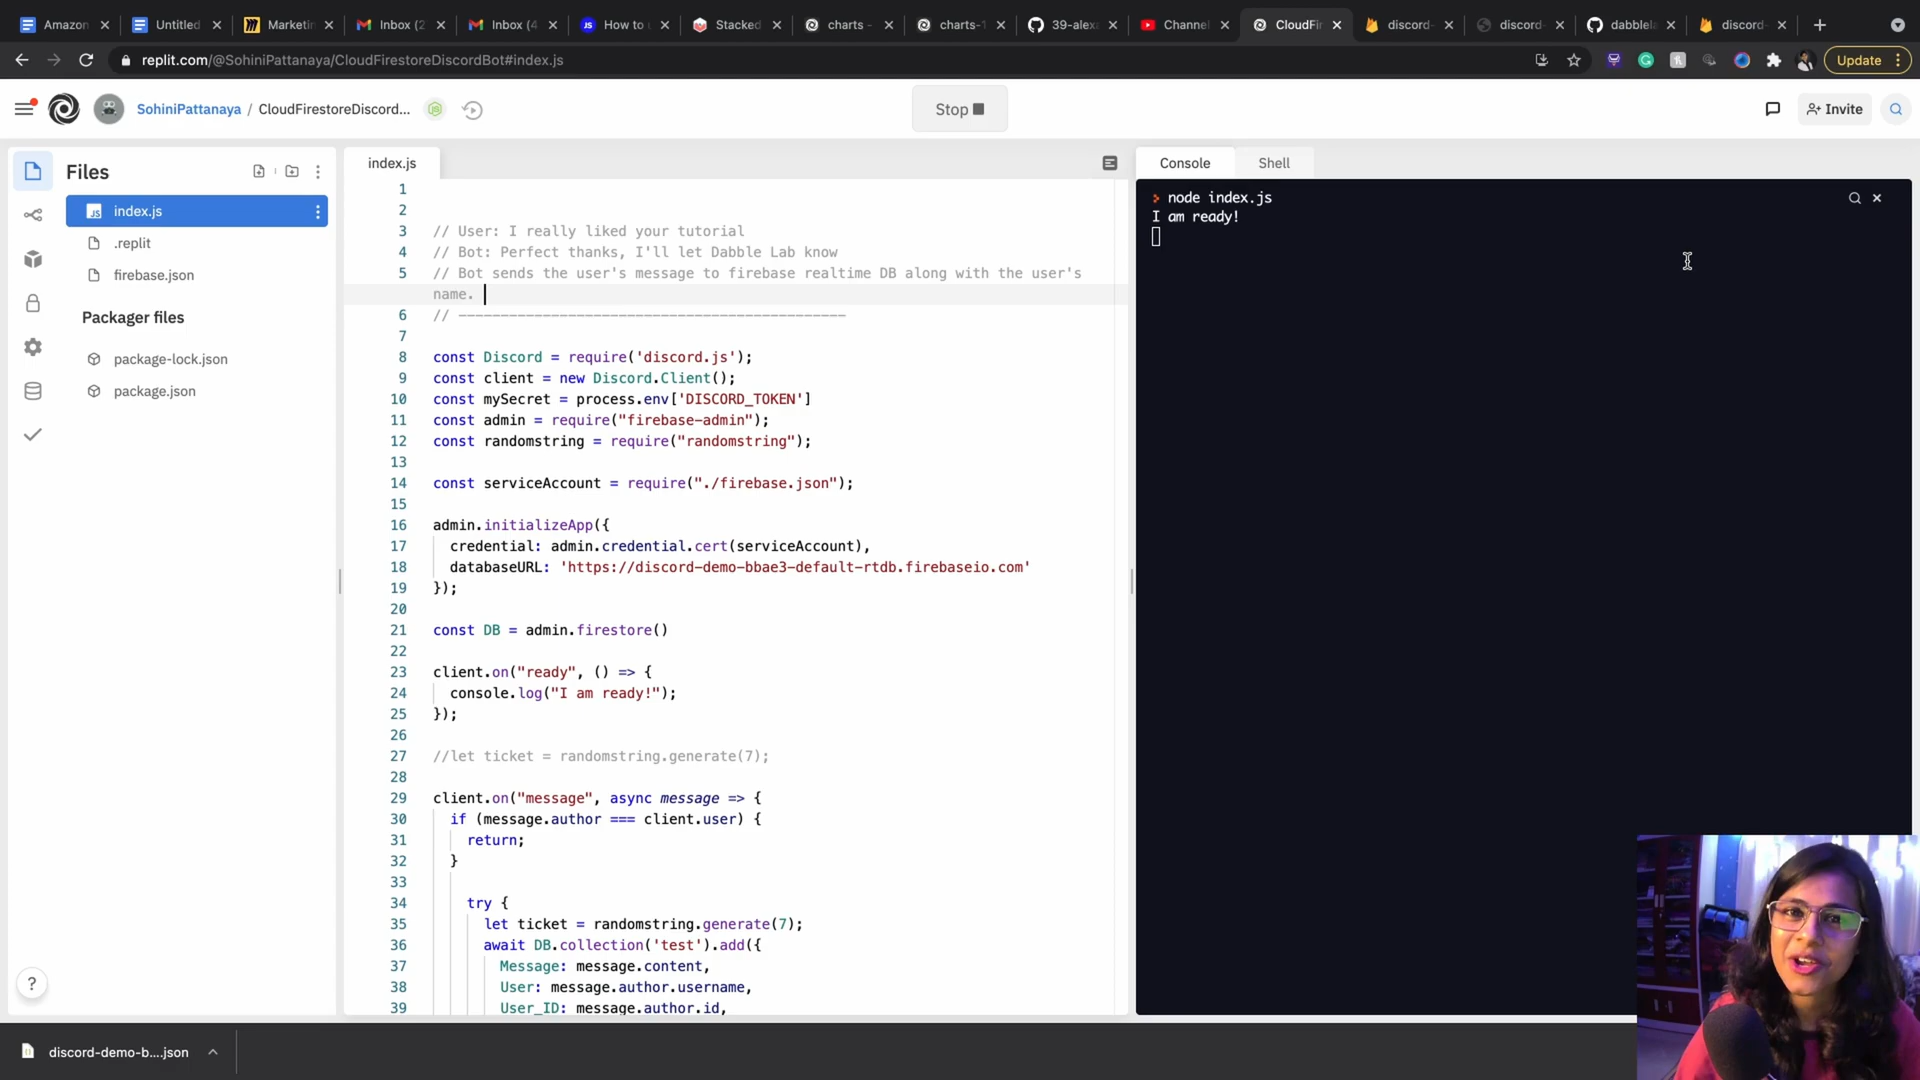 Amazon
Untitled
Marketin
Inbox (2
Inbox (4
How to
Stacked
charts -
charts-1
39-alexa
Channel
CloudFir
discord-
discord-
dabblela
discord-
replit.com/@SohiniPattanaya/CloudFirestoreDiscordBot#index.js
Update
SohiniPattanaya / CloudFirestoreDiscord...
Stop
Invite
Files
index.js
.replit
firebase.json
Packager files
package-lock.json
package.json
index.js
1
2
3 // User: I really liked your tutorial
4 // Bot: Perfect thanks, I'll let Dabble Lab know
5 // Bot sends the user's message to firebase realtime DB along with the user's
name.
6 // ----------------------------------------------
7
8 const Discord = require('discord.js');
9 const client = new Discord.Client();
10 const mySecret = process.env['DISCORD_TOKEN']
11 const admin = require("firebase-admin");
12 const randomstring = require("randomstring");
13
14 const serviceAccount = require("./firebase.json");
15
16 admin.initializeApp({
17 credential: admin.credential.cert(serviceAccount),
18 databaseURL: 'https://discord-demo-bbae3-default-rtdb.firebaseio.com'
19 });
20
21 const DB = admin.firestore()
22
23 client.on("ready", () => {
24 console.log("I am ready!");
25 });
26
27 //let ticket = randomstring.generate(7);
28
29 client.on("message", async message => {
30 if (message.author === client.user) {
31 return;
32 }
33
34 try {
35 let ticket = randomstring.generate(7);
36 await DB.collection('test').add({
37 Message: message.content,
38 User: message.author.username,
39 User_ID: message.author.id,
Console
Shell
node index.js
I am ready!
?
discord-demo-b....json